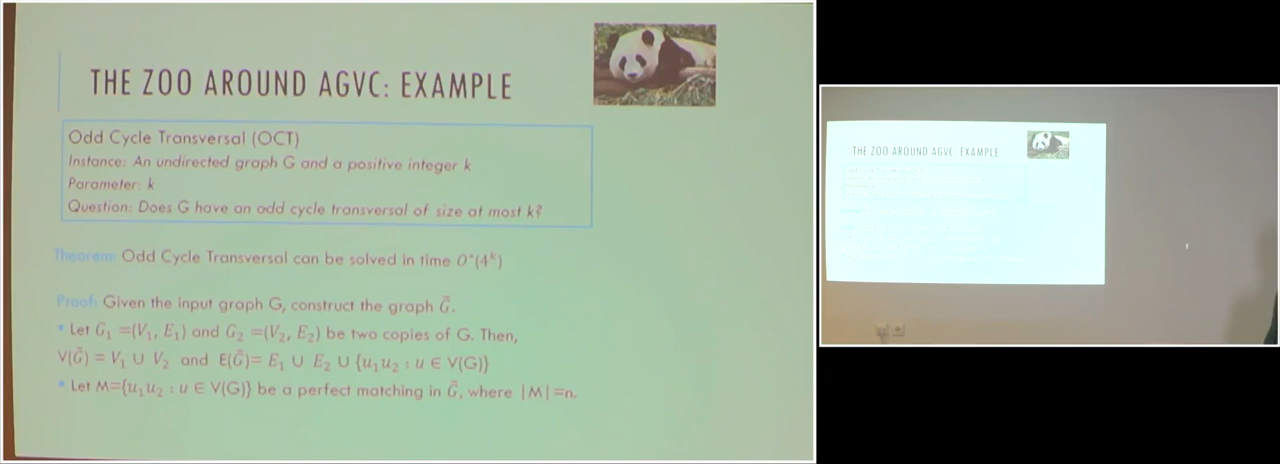 THE ZOO AROUND AGVC: EXAMPLE
Odd Cycle Transversal (OCT)
Instance: An undirected graph G and a positive integer k
Parameter: k
Question: Does G have an odd cycle transversal of size at most k?
Theorem: Odd Cycle Transversal can be solved in time O*(4ᵏ)
Proof: Given the input graph G, construct the graph G̃.
• Let G₁ =(V₁, E₁) and G₂ =(V₂, E₂) be two copies of G. Then,
V(G̃) = V₁ ∪ V₂ and E(G̃)= E₁ ∪ E₂ ∪ {u₁u₂ : u ∈ V(G)}
• Let M={u₁u₂ : u ∈ V(G)} be a perfect matching in G̃, where |M|=n.
THE ZOO AROUND AGVC: EXAMPLE